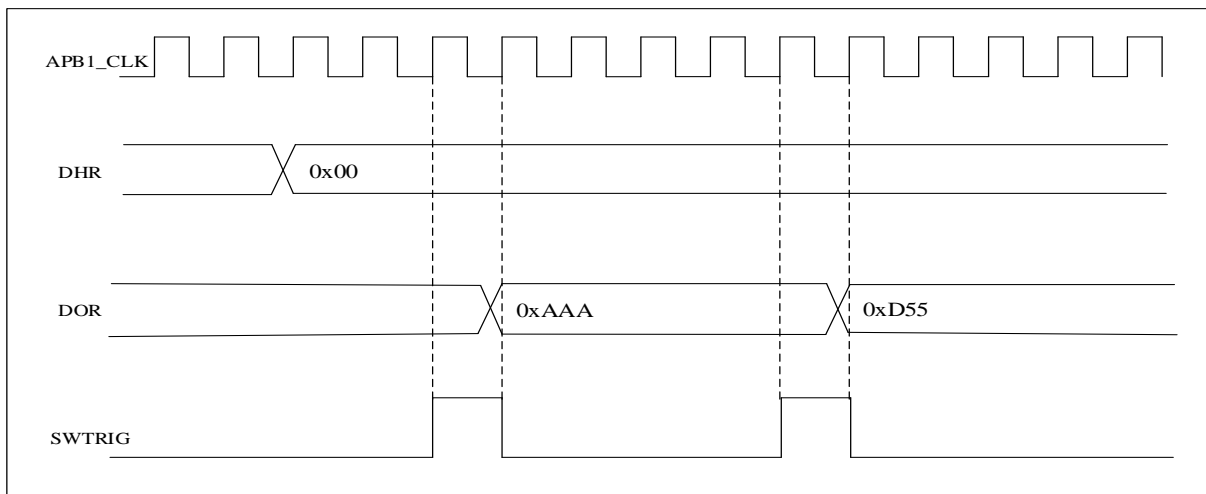 APB1_CLK
DHR
0x00
DOR
0xAAA
0xD55
SWTRIG